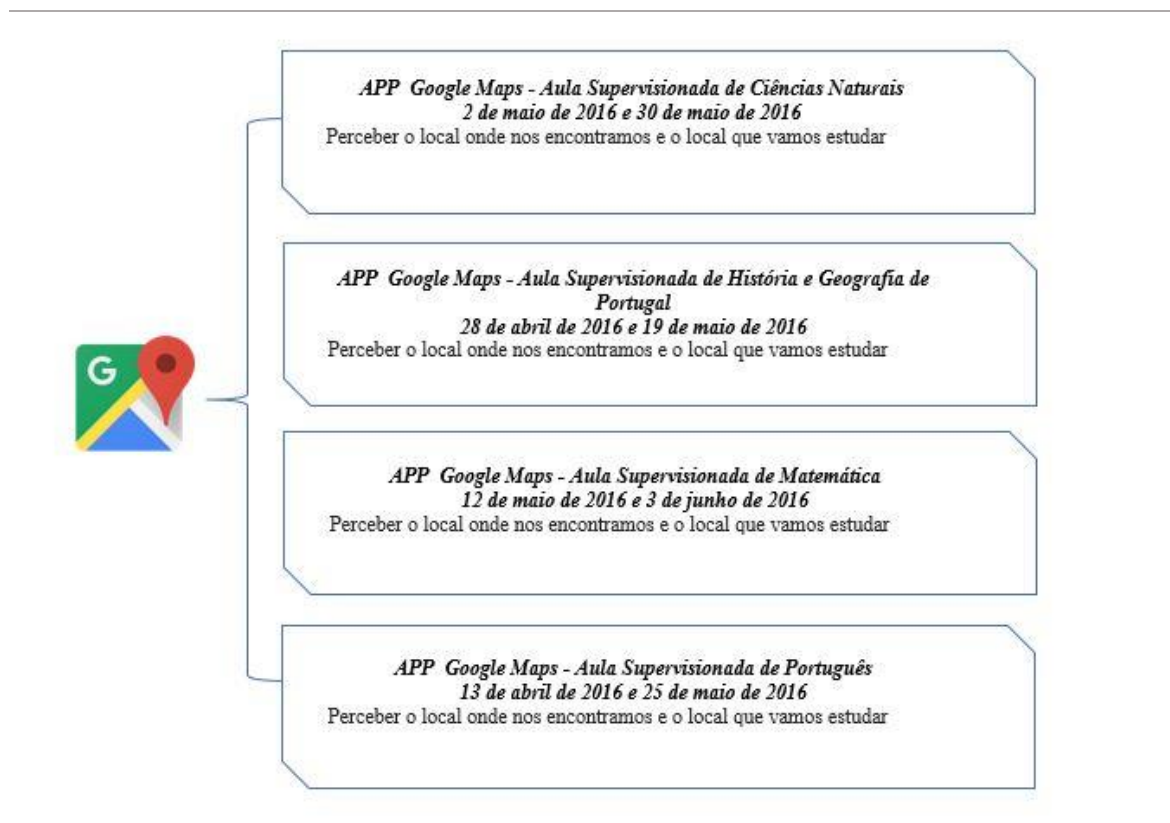 APP Google Maps - Aula Supervisionada de Ciências Naturais
2 de maio de 2016 e 30 de maio de 2016
Perceber o local onde nos encontramos e o local que vamos estudar
APP Google Maps - Aula Supervisionada de História e Geografia de
Portugal
28 de abril de 2016 e 19 de maio de 2016
Perceber o local onde nos encontramos e o local que vamos estudar
G
APP Google Maps - Aula Supervisionada de Matemática
12 de maio de 2016 e 3 de junho de 2016
Perceber o local onde nos encontramos e o local que vamos estudar
APP Google Maps - Aula Supervisionada de Português
13 de abril de 2016 e 25 de maio de 2016
Perceber o local onde nos encontramos e o local que vamos estudar